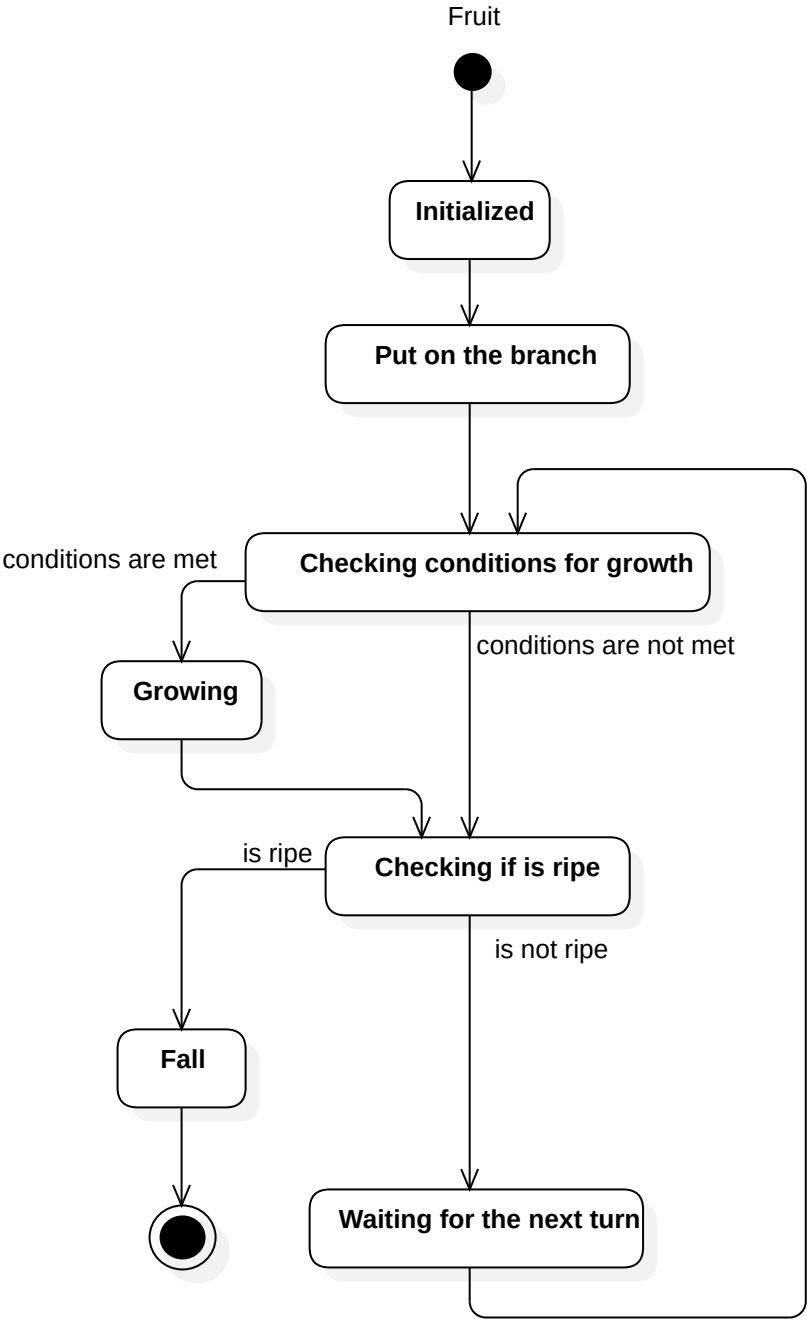 Fruit
Initialized
Put on the branch
conditions are met
Checking conditions for growth
conditions are not met
Growing
is ripe
Checking if is ripe
is not ripe
Fall
Waiting for the next turn